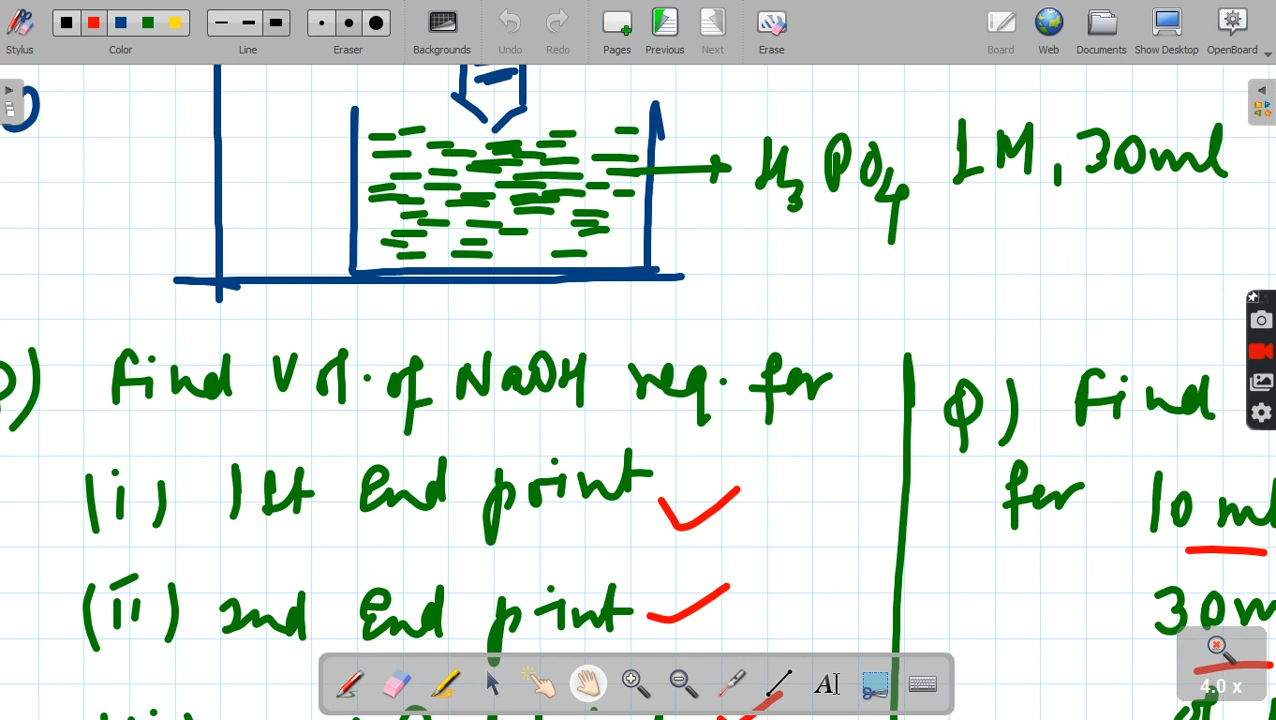 Stylus Color Line Eraser Backgrounds Undo Redo Pages Previous Next Erase Board Web Documents Show Desktop OpenBoard
H3PO4 1M, 30ml
Find Vol. of NaOH req. for
(i) 1st End point
(ii) 2nd End point
Q) Find
for 10 ml
30m
4.0 x